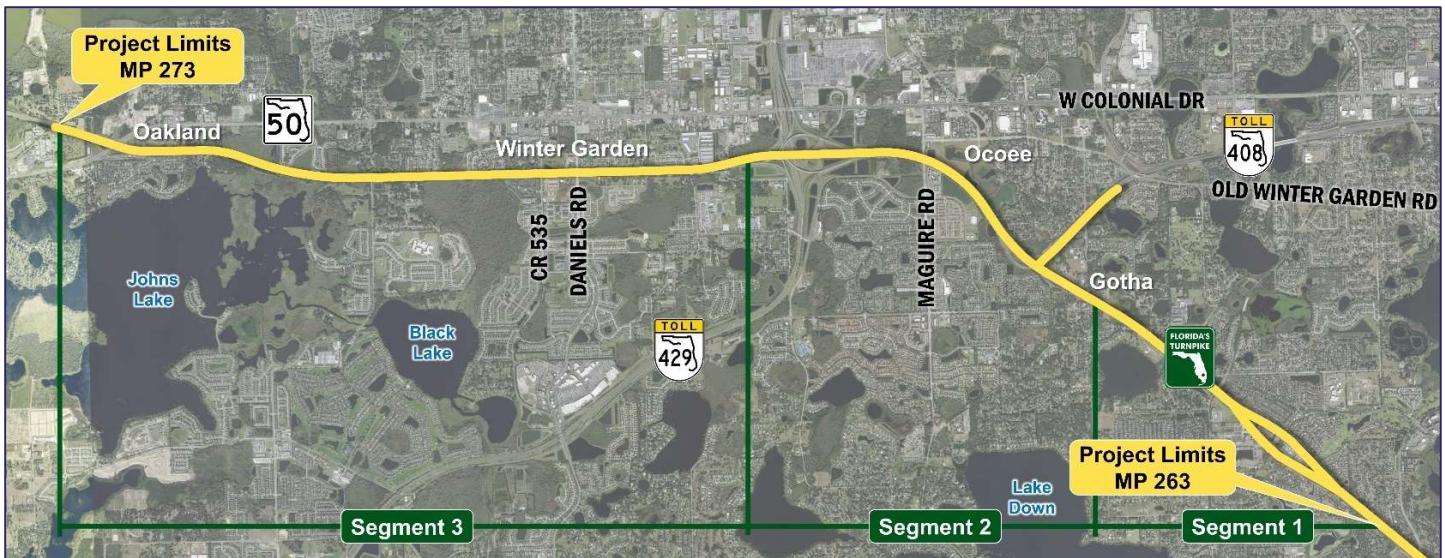 Project Limits
MP 273
Oakland
50
Winter Garden
W COLONIAL DR
Ocoee
TOLL
408
OLD WINTER GARDEN RD
CR 535
DANIELS RD
MAGUIRE RD
Gotha
Johns
Lake
Black
Lake
TOLL
429
FLORIDA'S
TURNPIKE
Project Limits
MP 263
Lake
Down
Segment 3
Segment 2
Segment 1